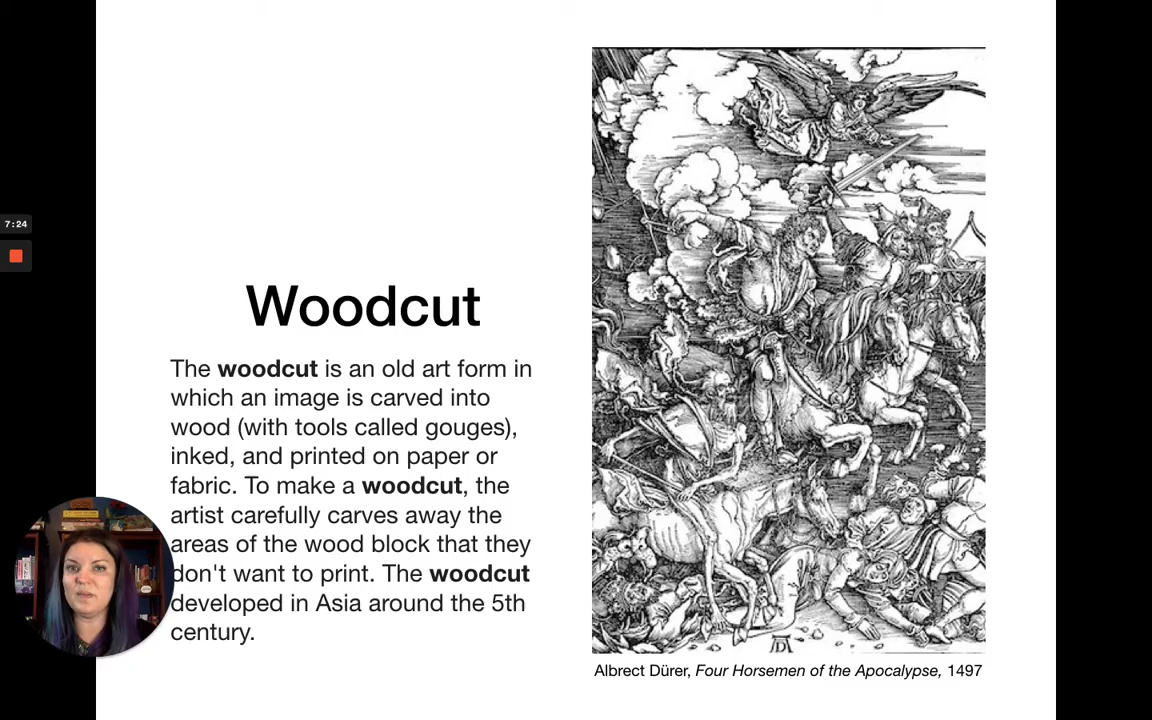 7:24
Woodcut
The woodcut is an old art form in
which an image is carved into
wood (with tools called gouges),
inked, and printed on paper or
fabric. To make a woodcut, the
artist carefully carves away the
areas of the wood block that they
don't want to print. The woodcut
developed in Asia around the 5th
century.
AD
Albrect Dürer, Four Horsemen of the Apocalypse, 1497